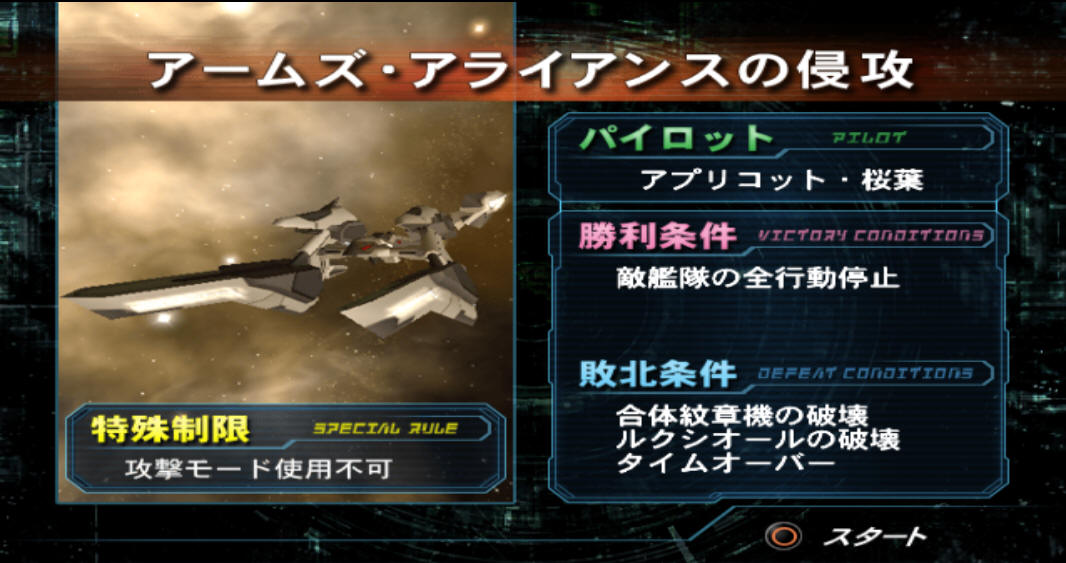 アームズ・アライアンスの侵攻
パイロット PILOT
アプリコット・桜葉
勝利条件 VICTORY CONDITIONS
敵艦隊の全行動停止
敗北条件 DEFEAT CONDITIONS
合体紋章機の破壊
ルクシオールの破壊
タイムオーバー
特殊制限 SPECIAL RULE
攻撃モード使用不可
スタート